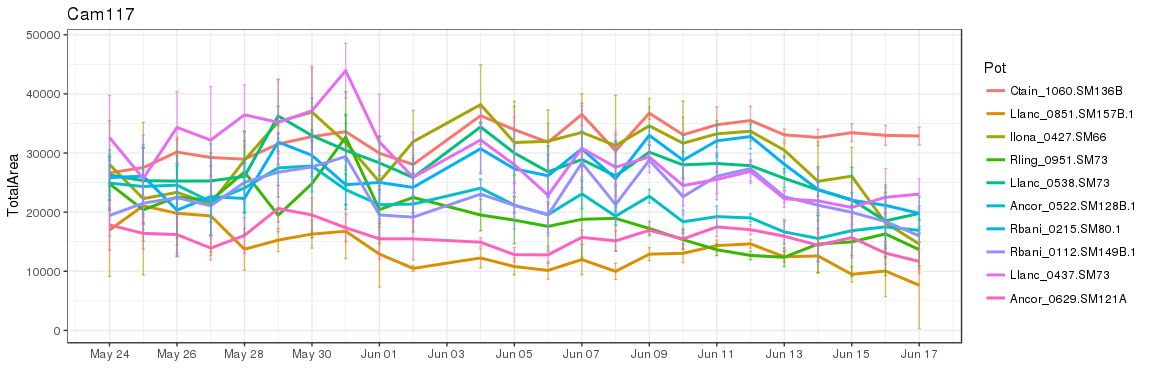 Cam117
TotalArea
50000
40000
30000
20000
10000
0
May 24 May 26 May 28 May 30 Jun 01 Jun 03 Jun 05 Jun 07 Jun 09 Jun 11 Jun 13 Jun 15 Jun 17
Pot
Ctain_1060.SM136B
Llanc_0851.SM157B.1
Ilona_0427.SM66
Rling_0951.SM73
Llanc_0538.SM73
Ancor_0522.SM128B.1
Rbani_0215.SM80.1
Rbani_0112.SM149B.1
Llanc_0437.SM73
Ancor_0629.SM121A